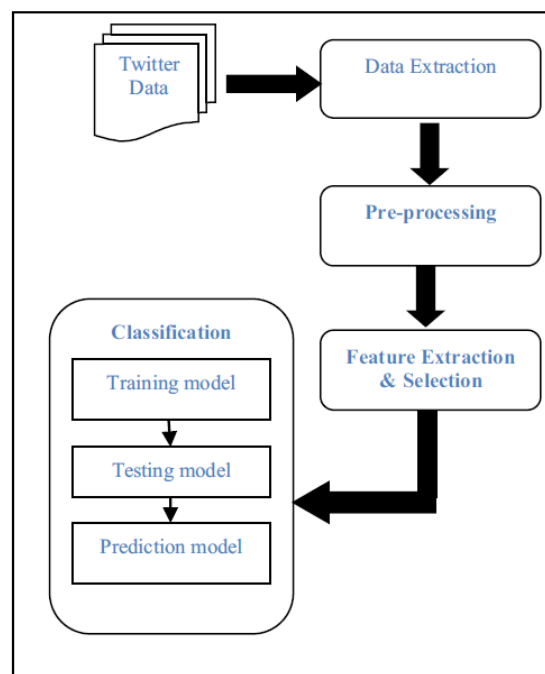 Twitter
Data
Data Extraction
Pre-processing
Feature Extraction
& Selection
Classification
Training model
Testing model
Prediction model